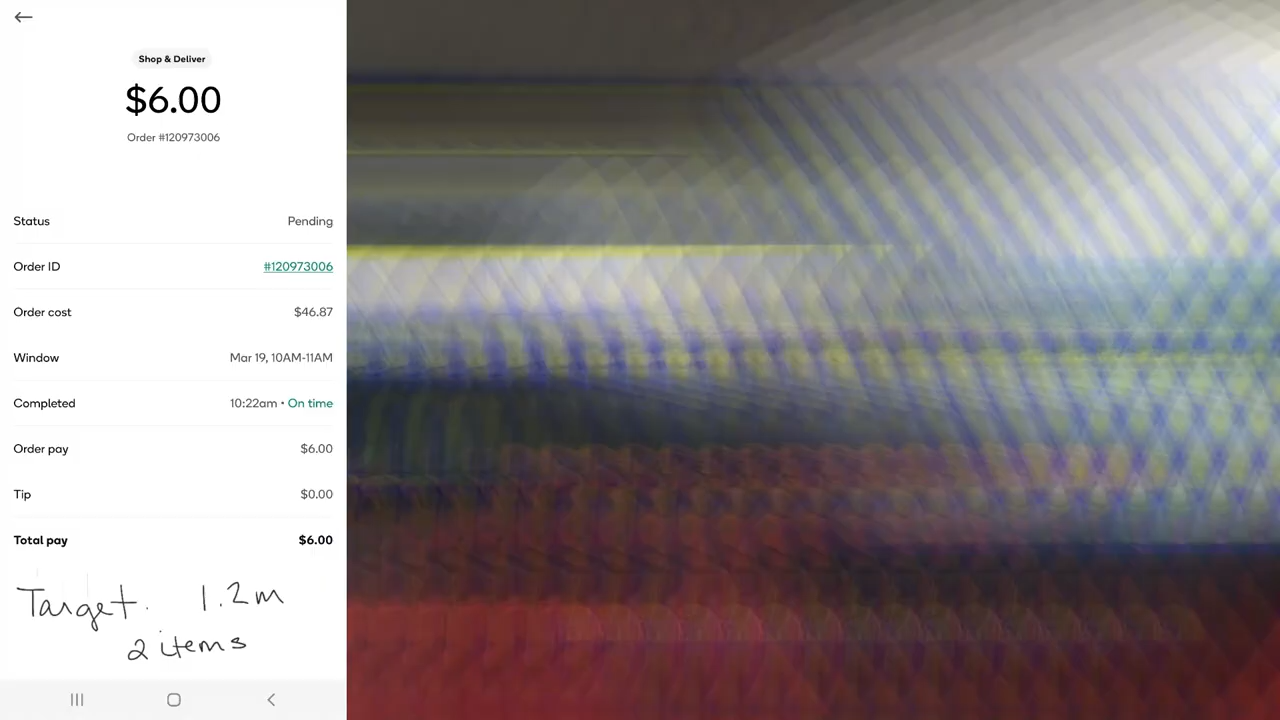 Shop & Deliver
$6.00
Order #120973006
Status Pending
Order ID #120973006
Order cost $46.87
Window Mar 19, 10AM-11AM
Completed 10:22am • On time
Order pay $6.00
Tip $0.00
Total pay $6.00
Target. 1.2m
2 items